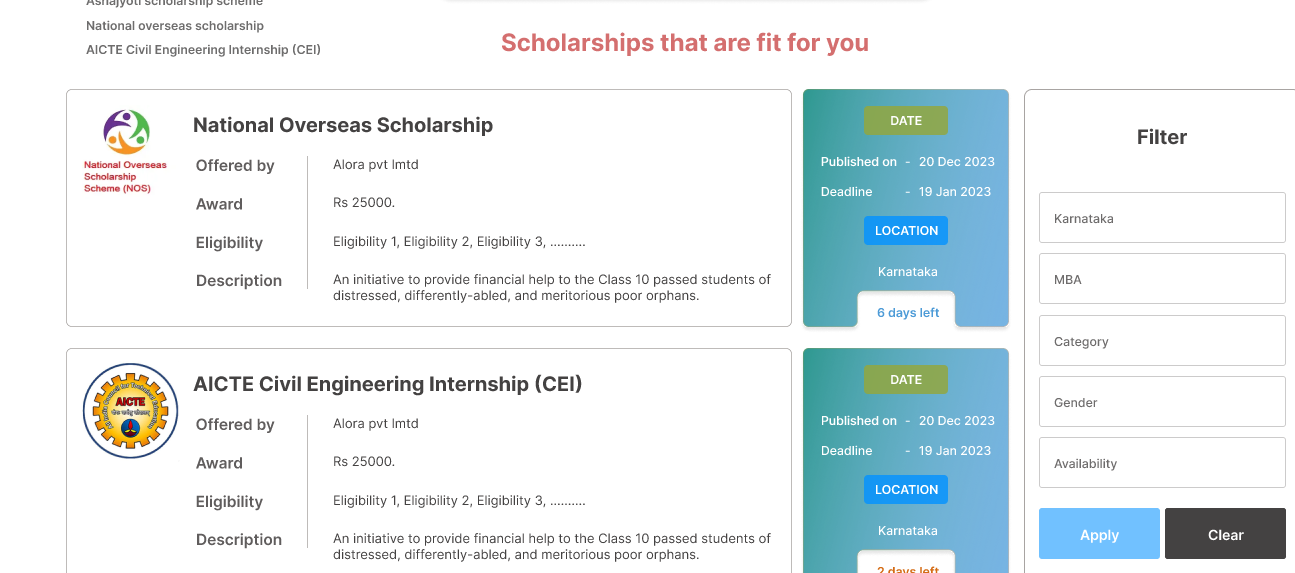 Ashajyoti scholarship scheme
National overseas scholarship
AICTE Civil Engineering Internship (CEI)
Scholarships that are fit for you
National Overseas
Scholarship
Scheme (NOS)
National Overseas Scholarship
Offered by
Alora pvt lmtd
Award
Rs 25000.
Eligibility
Eligibility 1, Eligibility 2, Eligibility 3, ..........
Description
An initiative to provide financial help to the Class 10 passed students of
distressed, differently-abled, and meritorious poor orphans.
DATE
Published on - 20 Dec 2023
Deadline - 19 Jan 2023
LOCATION
Karnataka
6 days left
AICTE
AICTE Civil Engineering Internship (CEI)
Offered by
Alora pvt lmtd
Award
Rs 25000.
Eligibility
Eligibility 1, Eligibility 2, Eligibility 3, ..........
Description
An initiative to provide financial help to the Class 10 passed students of
distressed, differently-abled, and meritorious poor orphans.
DATE
Published on - 20 Dec 2023
Deadline - 19 Jan 2023
LOCATION
Karnataka
2 days left
Filter
Karnataka
MBA
Category
Gender
Availability
Apply
Clear